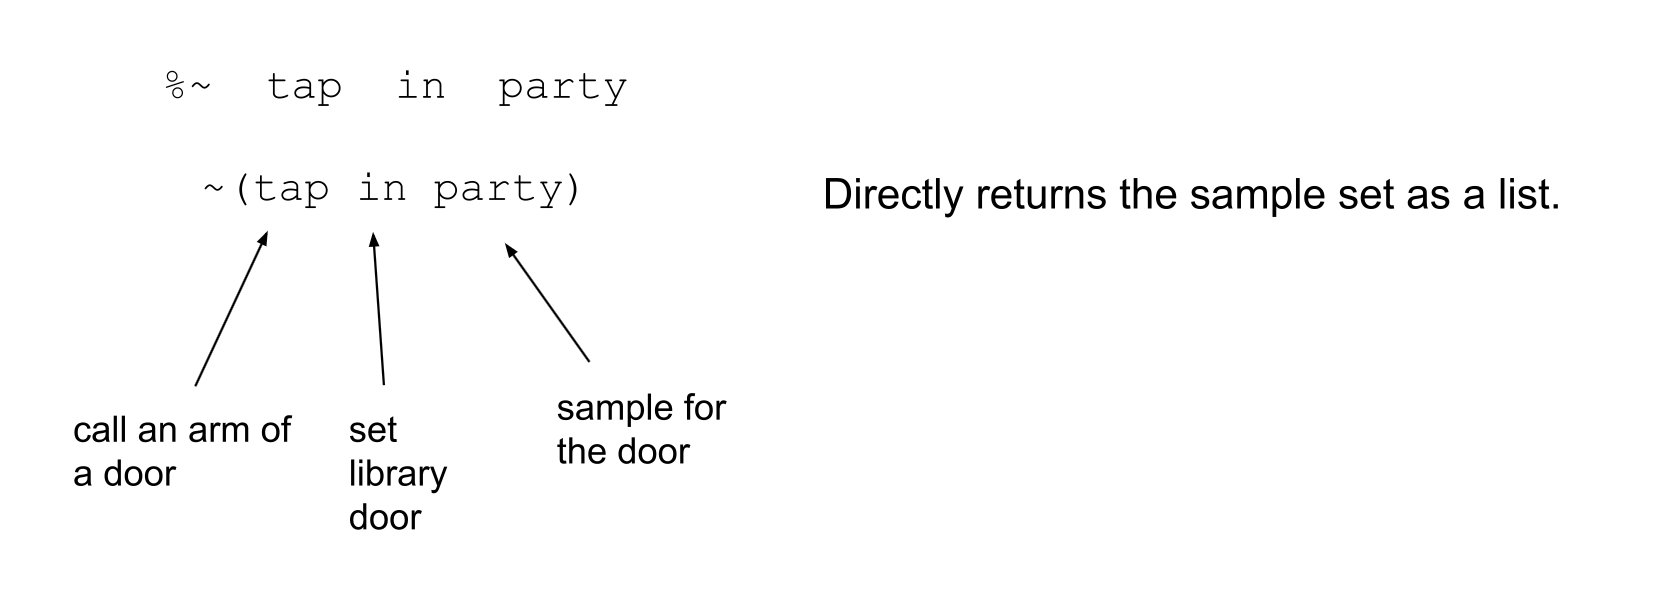 %~ tap in party
~(tap in party)
Directly returns the sample set as a list.
call an arm of
a door
set
library
door
sample for
the door